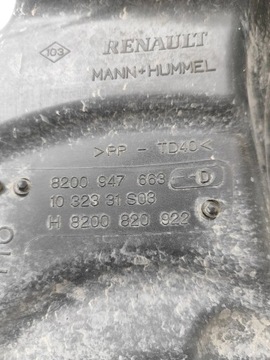 103
RENAULT
MANN+HUMMEL
>PP - TD40<
8200 947 663 D
10 323 31 S08
H 8200 820 922